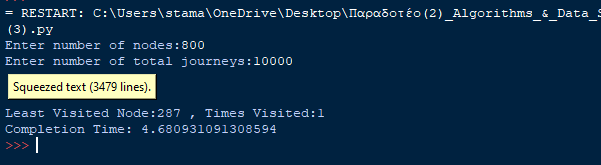 = RESTART: C:\Users\stama\OneDrive\Desktop\Παραδοτέο(2)_Algorithms_&_Data_S
(3).py
Enter number of nodes:800
Enter number of total journeys:10000
Squeezed text (3479 lines).
Least Visited Node:287 , Times Visited:1
Completion Time: 4.680931091308594
>>>